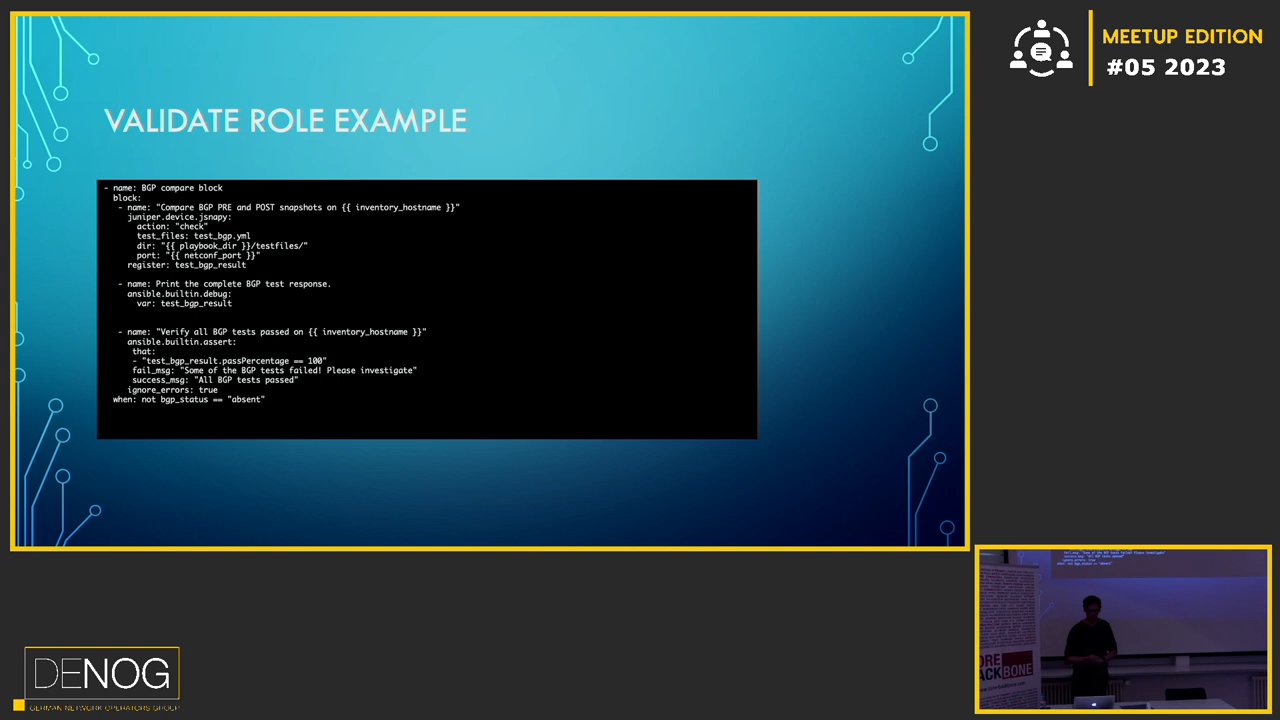 MEETUP EDITION
#05 2023
VALIDATE ROLE EXAMPLE
- name: BGP compare block
block:
- name: "Compare BGP PRE and POST snapshots on {{ inventory_hostname }}"
juniper.device.jsnapy:
action: "check"
test_files: test_bgp.yml
dir: "{{ playbook_dir }}/testfiles/"
port: "{{ netconf_port }}"
register: test_bgp_result
- name: Print the complete BGP test response.
ansible.builtin.debug:
var: test_bgp_result
- name: "Verify all BGP tests passed on {{ inventory_hostname }}"
ansible.builtin.assert:
that:
- "test_bgp_result.passPercentage == 100"
fail_msg: "Some of the BGP tests failed! Please investigate"
success_msg: "All BGP tests passed"
ignore_errors: true
when: not bgp_status == "absent"
DENOG
GERMAN NETWORK OPERATORS GROUP